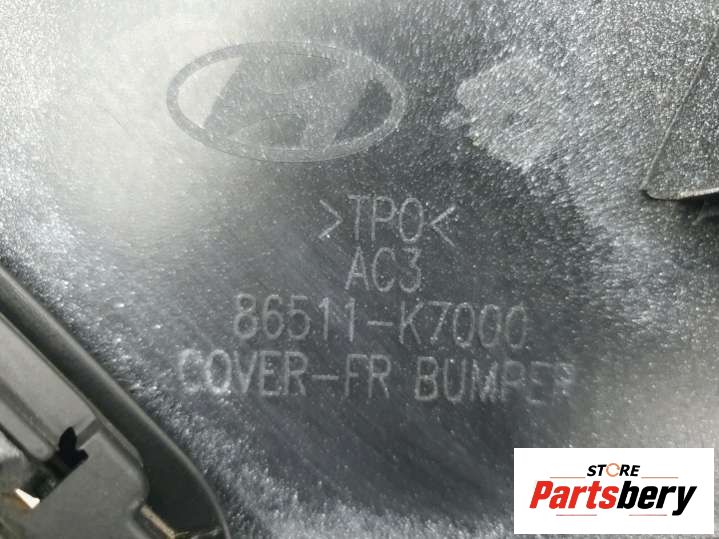 >TPO<
AC3
86511-K7000
COVER-FR BUMPER
STORE
Partsbery